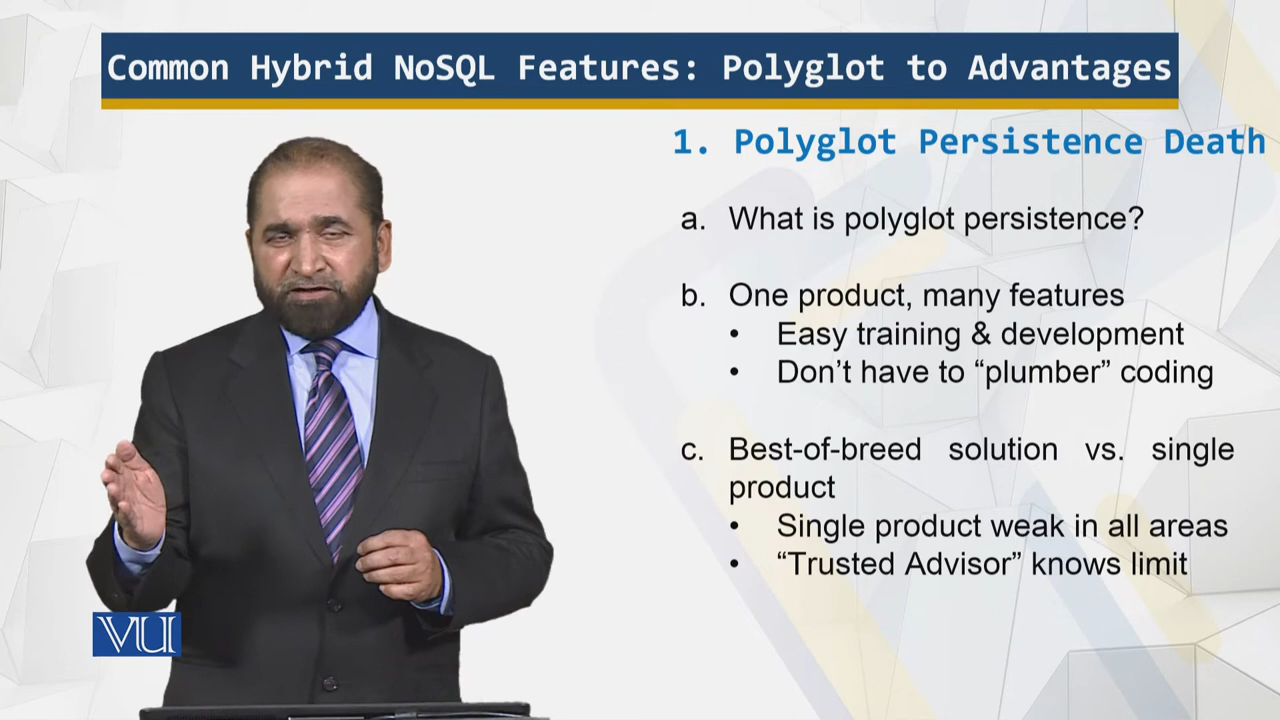 Common Hybrid NoSQL Features: Polyglot to Advantages
1. Polyglot Persistence Death
a. What is polyglot persistence?
b. One product, many features
• Easy training & development
• Don’t have to “plumber” coding
c. Best-of-breed solution vs. single
product
• Single product weak in all areas
• “Trusted Advisor” knows limit
VU